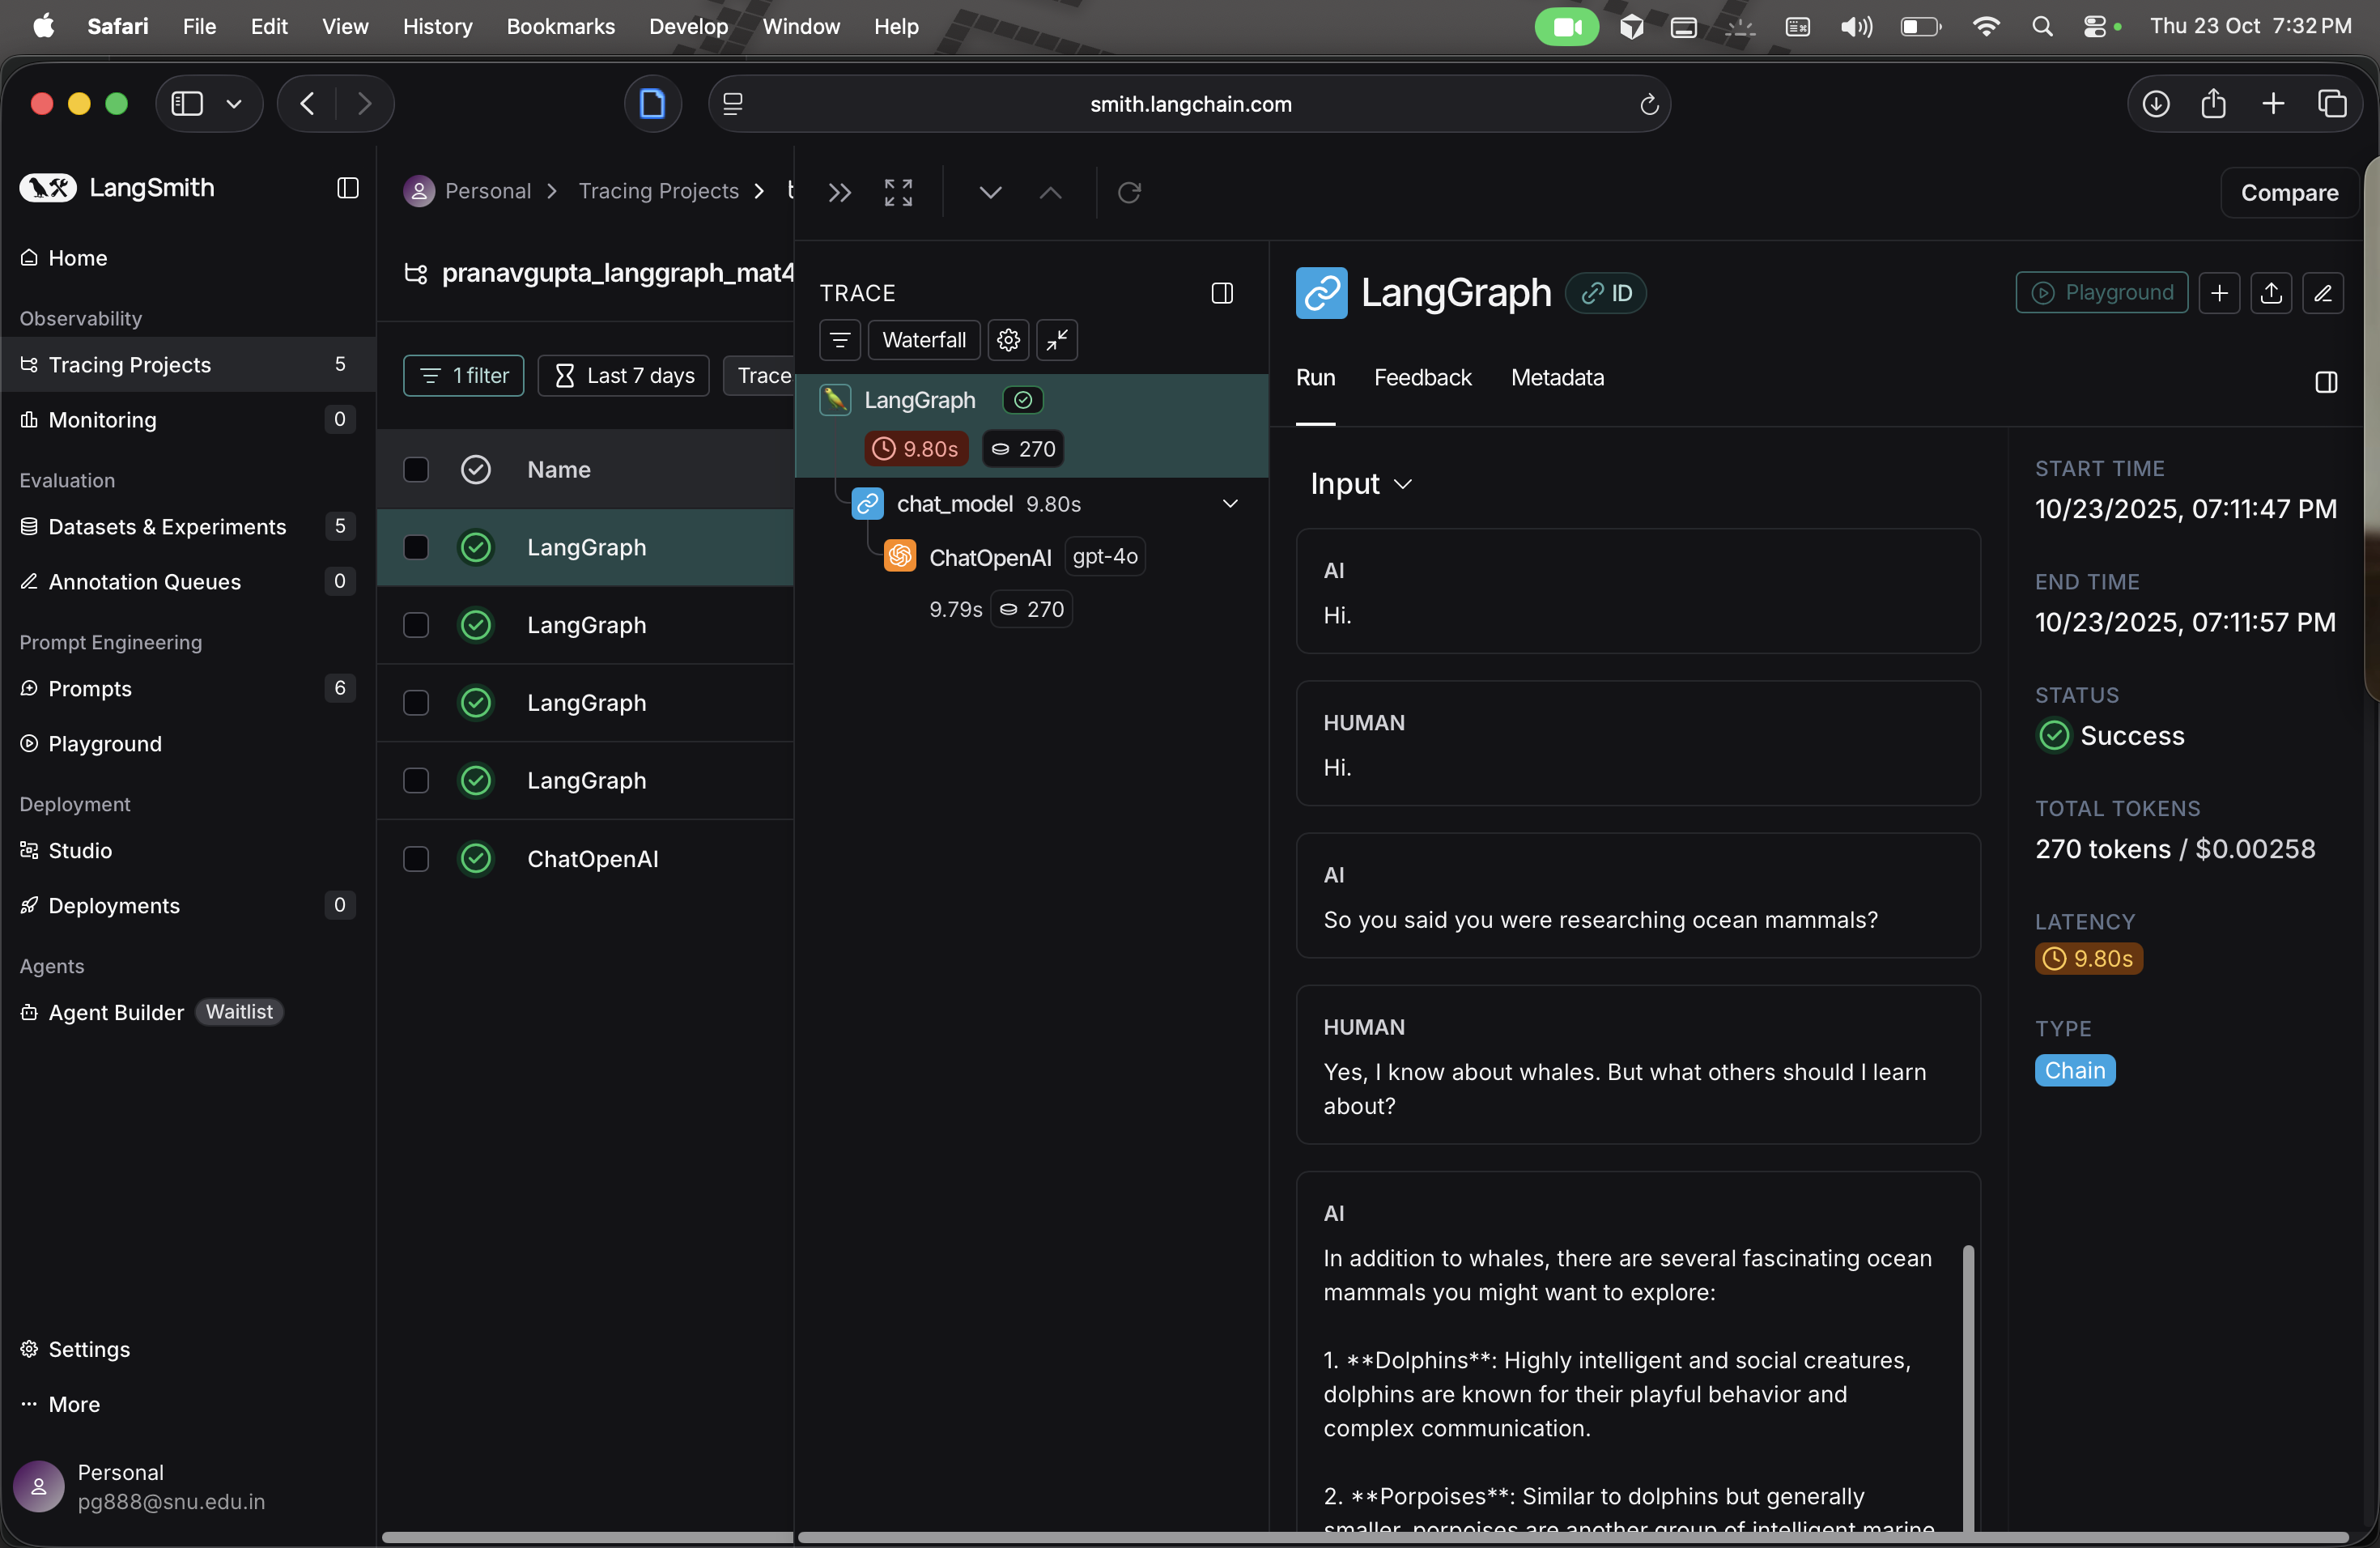 Safari File Edit View History Bookmarks Develop Window Help Thu 23 Oct 7:32 PM
smith.langchain.com
LangSmith
Home
Observability
Tracing Projects 5
Monitoring 0
Evaluation
Datasets & Experiments 5
Annotation Queues 0
Prompt Engineering
Prompts 6
Playground
Deployment
Studio
Deployments 0
Agents
Agent Builder Waitlist
Settings
More
Personal
pg888@snu.edu.in
Personal > Tracing Projects >
pranavgupta_langgraph_mat4
1 filter Last 7 days Trace
Name
LangGraph
LangGraph
LangGraph
LangGraph
ChatOpenAI
Compare
TRACE
Waterfall
LangGraph
9.80s 270
chat_model 9.80s
ChatOpenAI gpt-4o
9.79s 270
LangGraph ID
Playground
Run Feedback Metadata
Input
AI
Hi.
HUMAN
Hi.
AI
So you said you were researching ocean mammals?
HUMAN
Yes, I know about whales. But what others should I learn
about?
AI
In addition to whales, there are several fascinating ocean
mammals you might want to explore:
1. **Dolphins**: Highly intelligent and social creatures,
dolphins are known for their playful behavior and
complex communication.
2. **Porpoises**: Similar to dolphins but generally
smaller, porpoises are another group of intelligent marine
START TIME
10/23/2025, 07:11:47 PM
END TIME
10/23/2025, 07:11:57 PM
STATUS
Success
TOTAL TOKENS
270 tokens / $0.00258
LATENCY
9.80s
TYPE
Chain